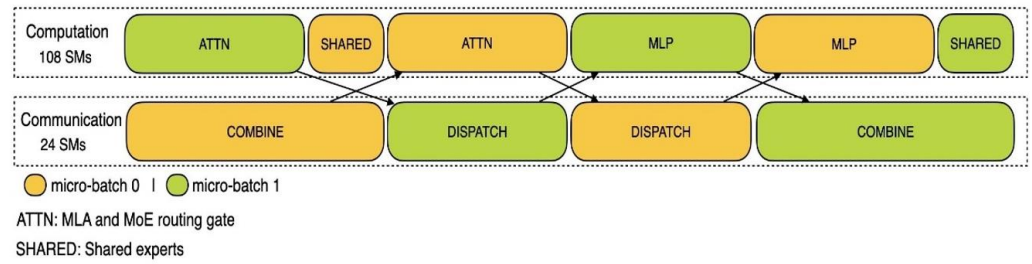 Computation
108 SMs
ATTN
SHARED
ATTN
MLP
MLP
SHARED
Communication
24 SMs
COMBINE
DISPATCH
DISPATCH
COMBINE
micro-batch 0 | micro-batch 1
ATTN: MLA and MoE routing gate
SHARED: Shared experts